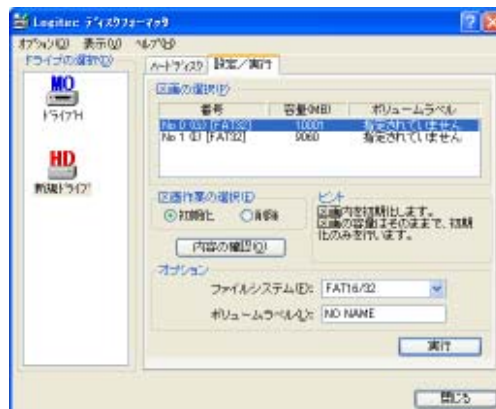 Logitec ディスクフォーマッタ
オプション(O) 表示(V) ヘルプ(H)
ドライブの選択(D)
MO
ドライブH
HD
新規ドライブ
ハードディスク 設定／実行
区画の選択(P)
番号 容量(MB) ボリュームラベル
No 0 (G) [FAT32] 10001 指定されていません
No 1 (I) [FAT32] 9060 指定されていません
区画作業の選択(E)
初期化 削除
内容の確認(Q)
ヒント
区画内を初期化します。
区画の容量はそのままで、初期
化のみを行います。
オプション
ファイルシステム(E): FAT16/32
ボリュームラベル(L): NO NAME
実行
閉じる